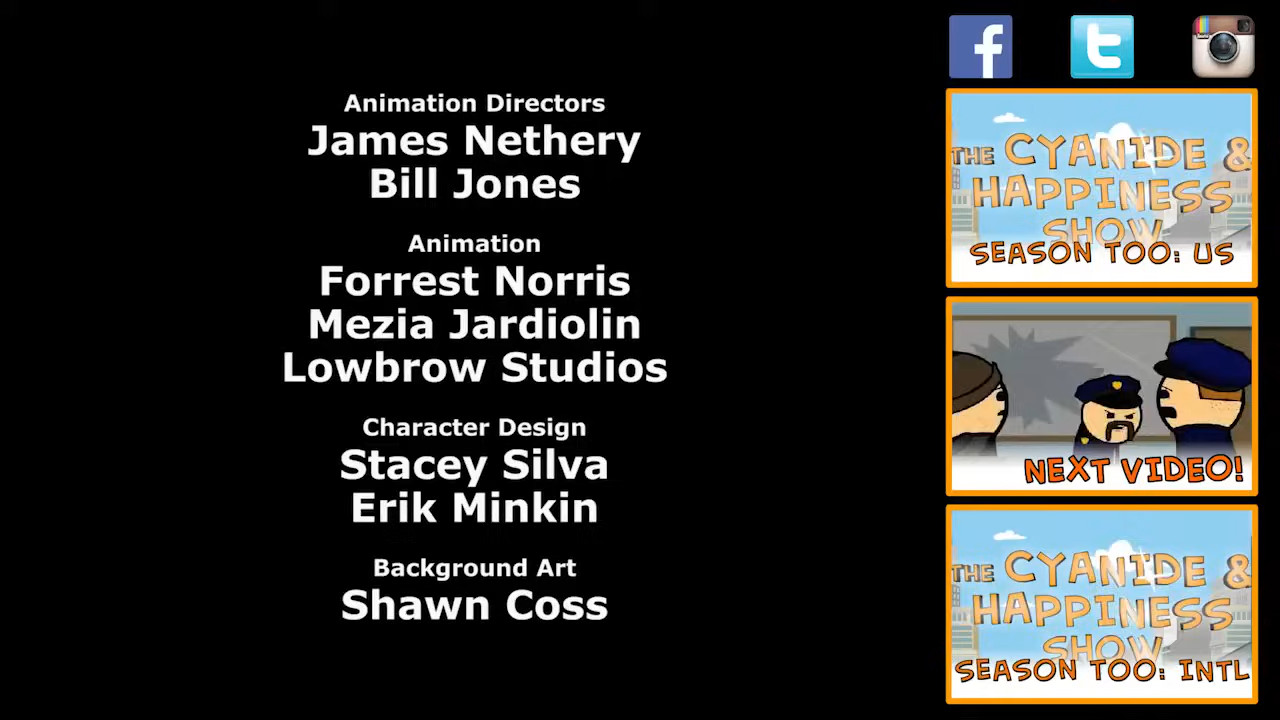 Animation Directors
James Nethery
Bill Jones
Animation
Forrest Norris
Mezia Jardiolin
Lowbrow Studios
Character Design
Stacey Silva
Erik Minkin
Background Art
Shawn Coss
THE CYANIDE &
HAPPINESS
SHOW
SEASON TOO: US
NEXT VIDEO!
THE CYANIDE &
HAPPINESS
SHOW
SEASON TOO: INTL